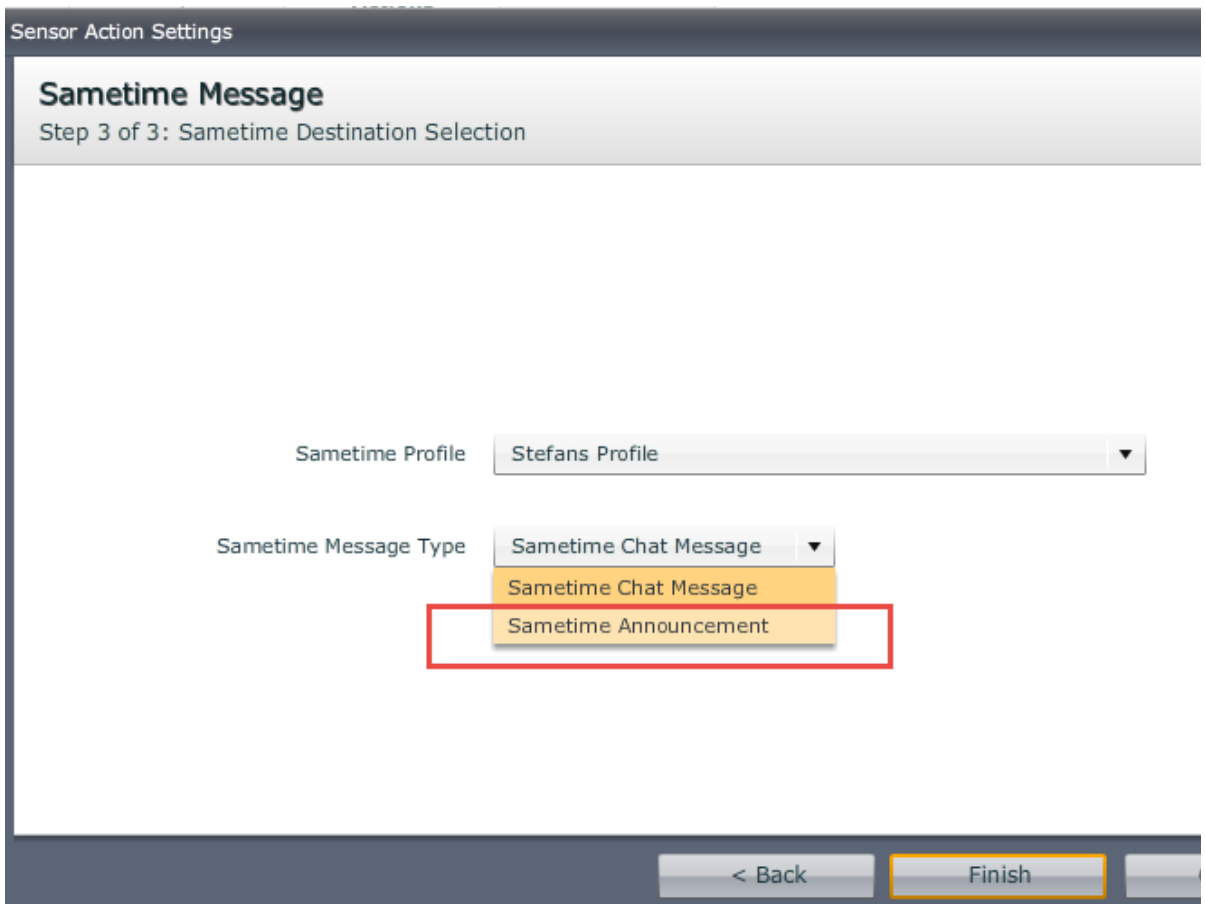 Sensor Action Settings
Sametime Message
Step 3 of 3: Sametime Destination Selection
Sametime Profile Stefans Profile
Sametime Message Type Sametime Chat Message
Sametime Chat Message
Sametime Announcement
< Back Finish